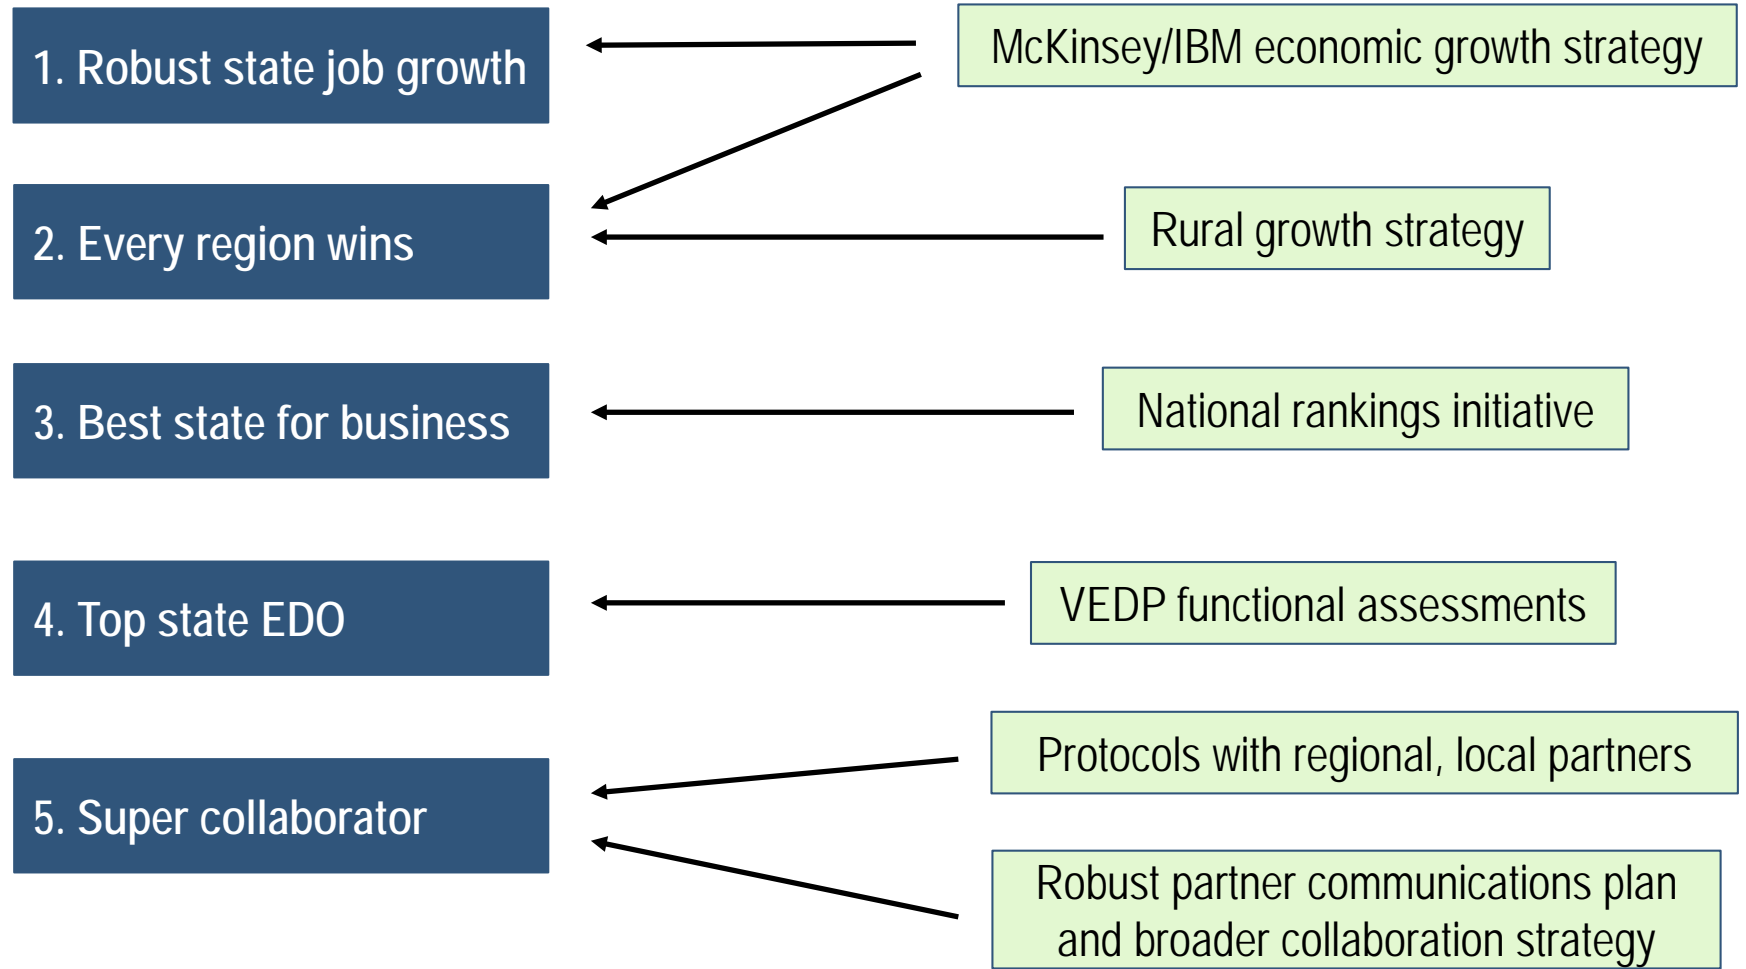 1. Robust state job growth
McKinsey/IBM economic growth strategy
2. Every region wins
Rural growth strategy
3. Best state for business
National rankings initiative
4. Top state EDO
VEDP functional assessments
5. Super collaborator
Protocols with regional, local partners
Robust partner communications plan
and broader collaboration strategy